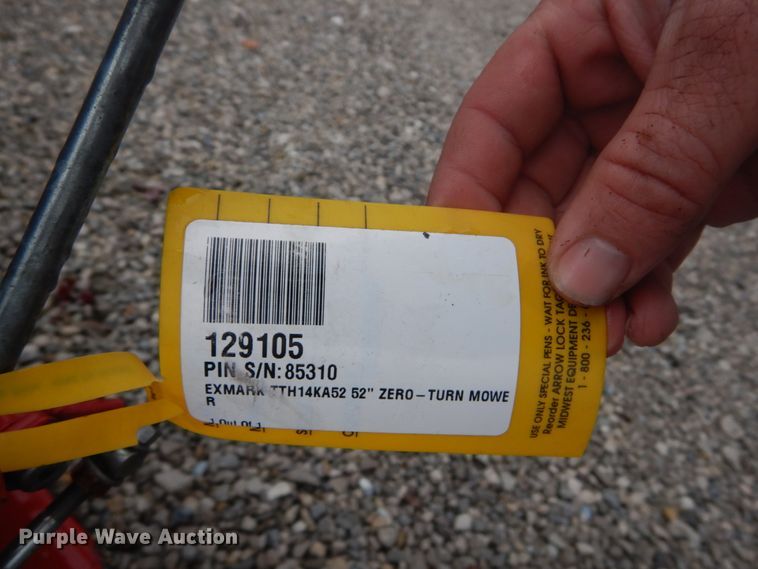 129105
PIN S/N:85310
EXMARK TTH14KA52 52" ZERO-TURN MOWE
R
USE ONLY SPECIAL PENS - WAIT FOR INK TO DRY
Reorder ARROW LOCK
MIDWEST EQUIPMENT
1 - 800 - 236 -
Purple Wave Auction